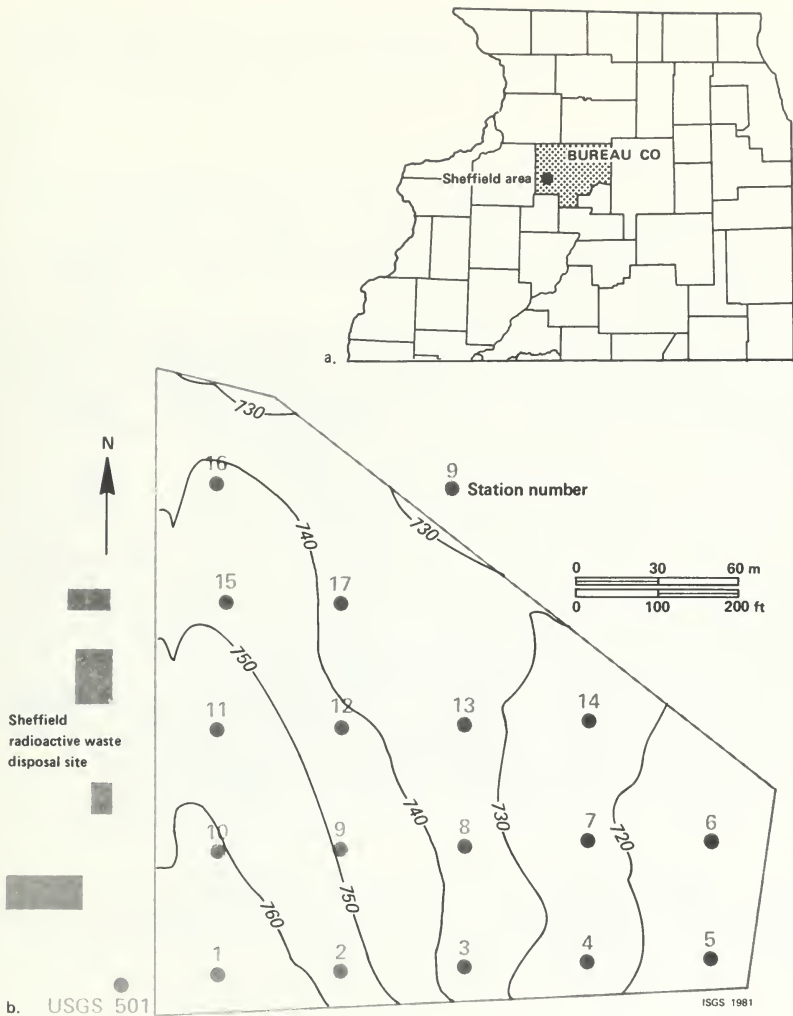 BUREAU CO
Sheffield area
a.
730
N
16
9
Station number
740
730
0 30 60 m
0 100 200 ft
15
17
750
11
12
13
14
Sheffield
radioactive waste
disposal site
740
730
720
10
9
8
7
6
760
750
1
2
3
4
5
b. USGS 501
ISGS 1981